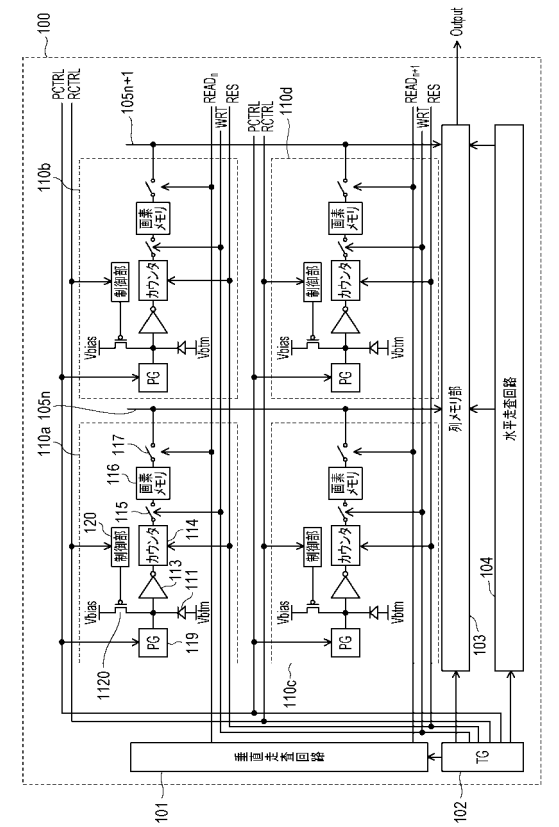 100
PCTRL
RCTRL
110a
105n
110b
105n+1
120
制御部
Vbias
1120
PG
119
113
111
Vbtm
カウンタ
114
115
画素
メモリ
116
117
制御部
Vbias
PG
Vbtm
カウンタ
画素
メモリ
READn
WRT
RES
PCTRL
RCTRL
110c
制御部
Vbias
PG
Vbtm
カウンタ
画素
メモリ
110d
制御部
Vbias
PG
Vbtm
カウンタ
画素
メモリ
READn+1
WRT
RES
垂直走査回路
101
TG
102
列メモリ部
103
Output
水平走査回路
104